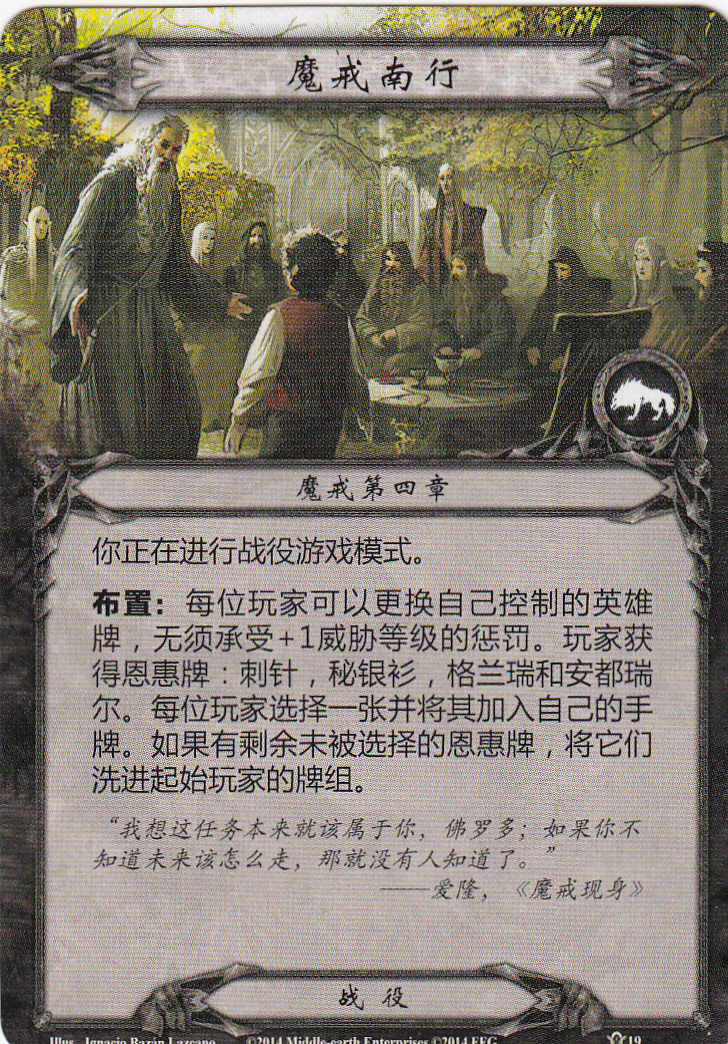 魔戒南行
魔戒第四章
你正在进行战役游戏模式。
布置：每位玩家可以更换自己控制的英雄
牌，无须承受+1威胁等级的惩罚。玩家获
得恩惠牌：刺针，秘银衫，格兰瑞和安都瑞
尔。每位玩家选择一张并将其加入自己的手
牌。如果有剩余未被选择的恩惠牌，将它们
洗进起始玩家的牌组。
“我想这任务本来就该属于你，佛罗多；如果你不
知道未来该怎么走，那就没有人知道了。”
——爱隆，《魔戒现身》
战役
Illus. Ignacio Bazán Lazcano ©2014 Middle-earth Enterprises ©2014 FFG 19